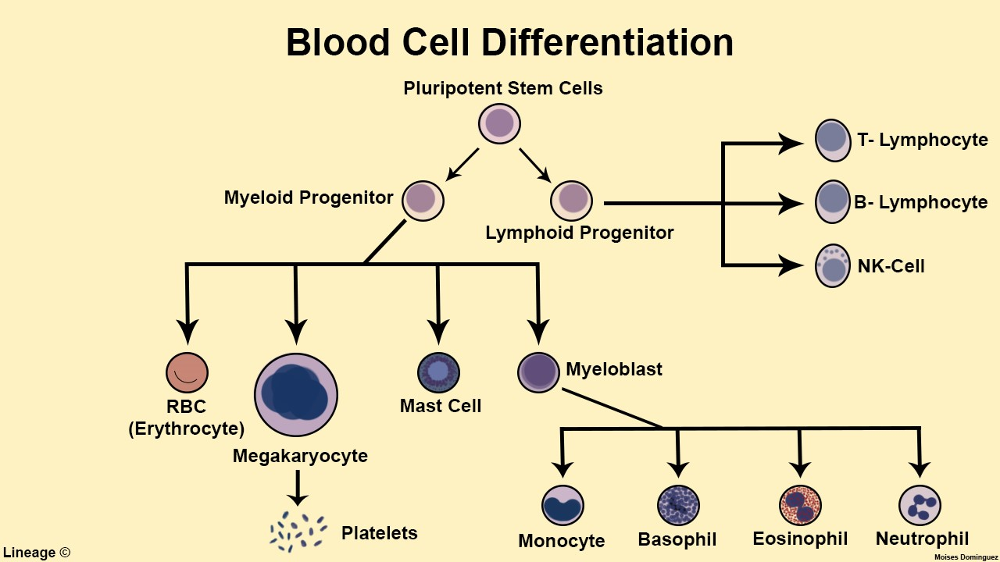 Blood Cell Differentiation
Pluripotent Stem Cells
Myeloid Progenitor
Lymphoid Progenitor
T- Lymphocyte
B- Lymphocyte
NK-Cell
RBC
(Erythrocyte)
Megakaryocyte
Mast Cell
Myeloblast
Platelets
Monocyte
Basophil
Eosinophil
Neutrophil
Lineage ©
Moises Dominguez